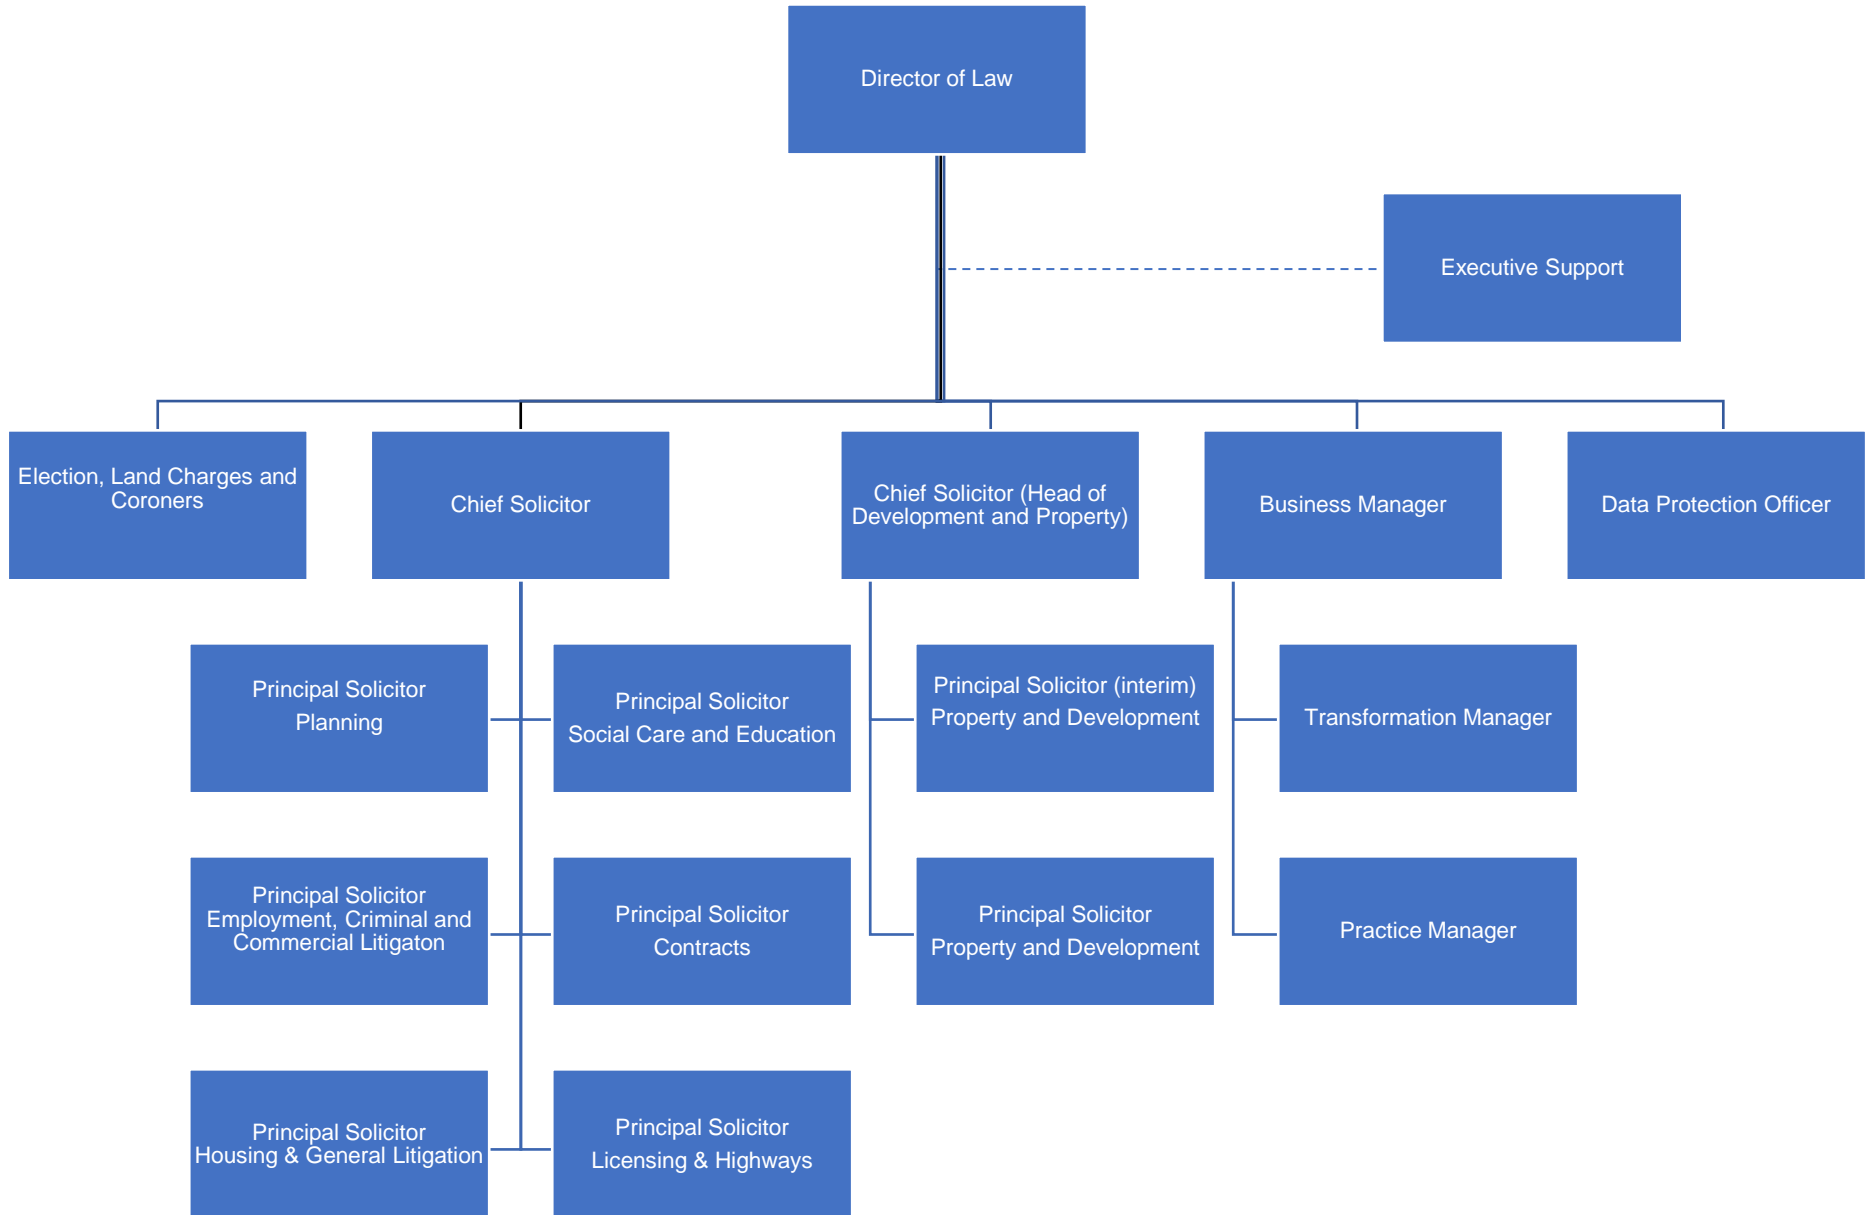 Director of Law
Executive Support
Election, Land Charges and
Coroners
Chief Solicitor
Chief Solicitor (Head of
Development and Property)
Business Manager
Data Protection Officer
Principal Solicitor
Planning
Principal Solicitor
Social Care and Education
Principal Solicitor (interim)
Property and Development
Transformation Manager
Principal Solicitor
Employment, Criminal and
Commercial Litigaton
Principal Solicitor
Contracts
Principal Solicitor
Property and Development
Practice Manager
Principal Solicitor
Housing & General Litigation
Principal Solicitor
Licensing & Highways